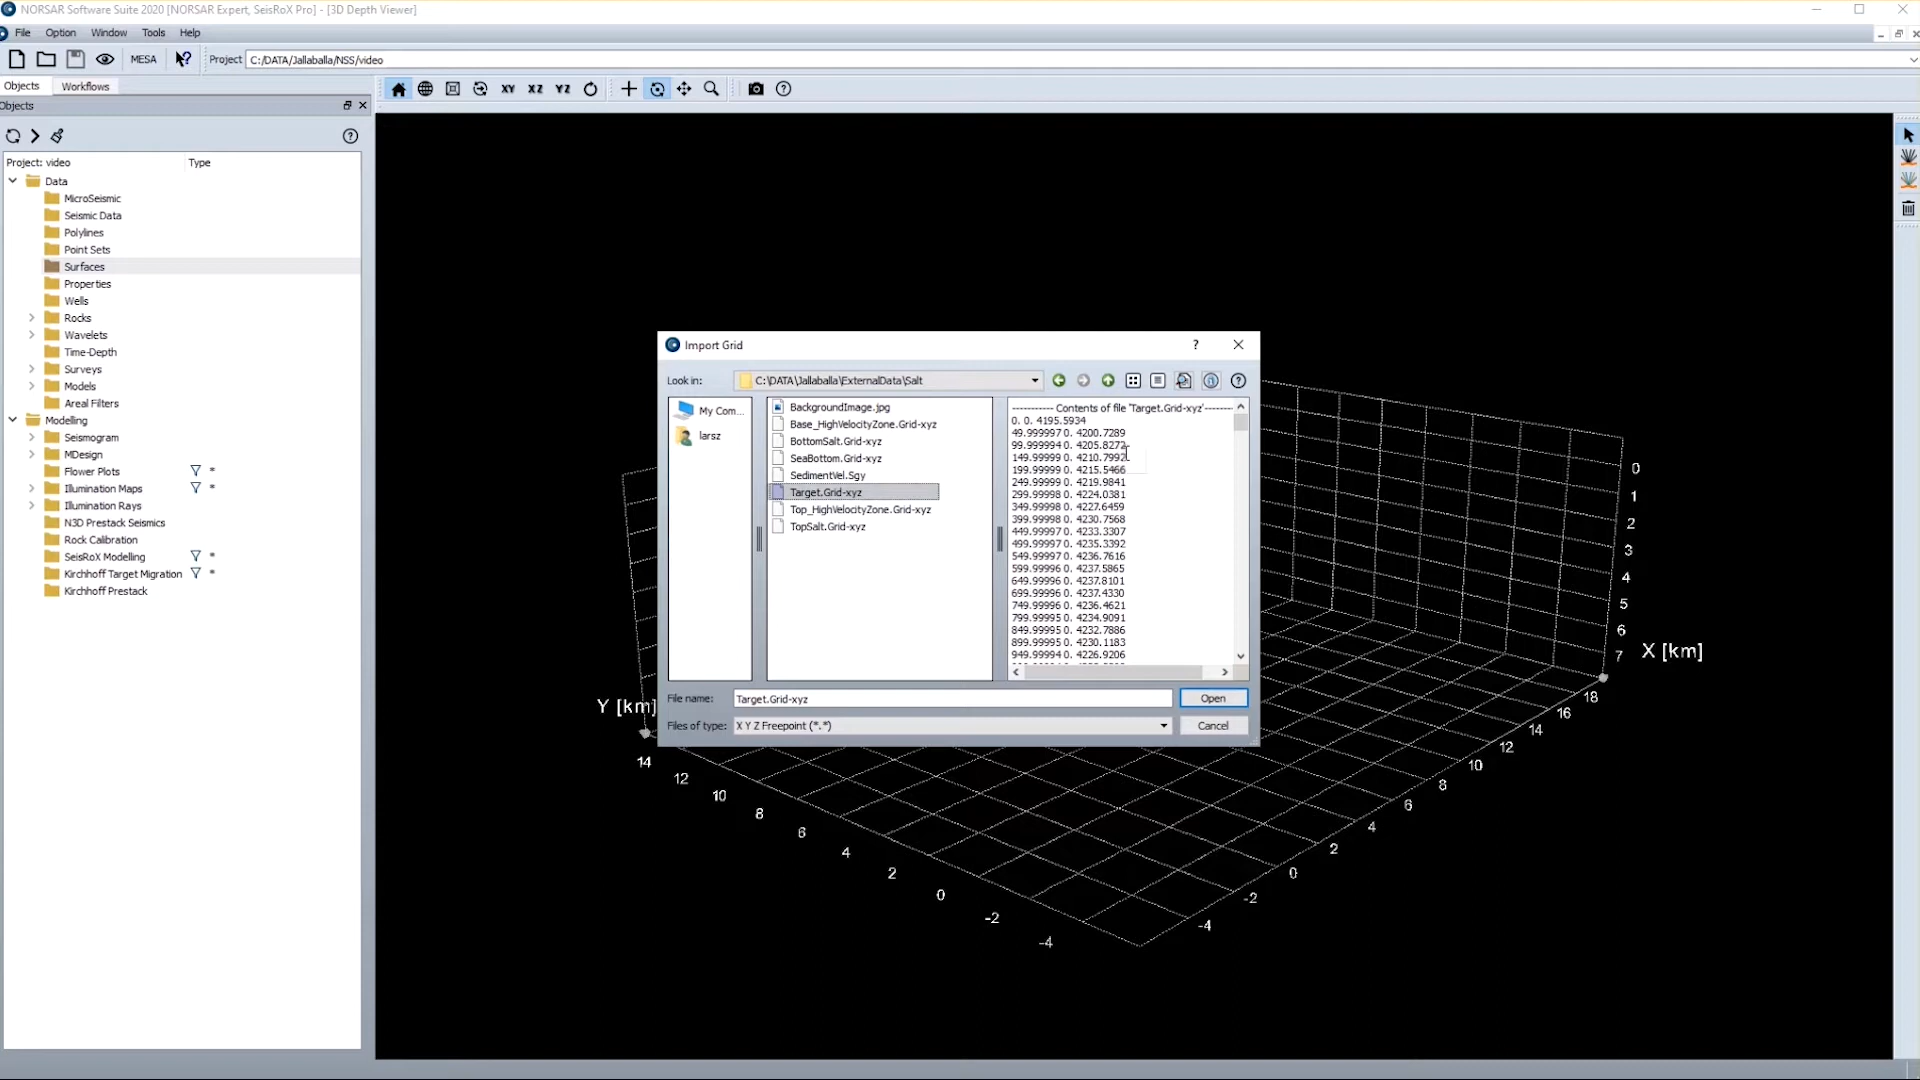 NORSAR Software Suite 2020 [NORSAR Expert, SeisRoX Pro] - [3D Depth Viewer]
File Option Window Tools Help
MESA Project C:/DATA/Jallaballa/NSS/video
Objects Workflows
XY XZ YZ
Objects
Project: video Type
Data
MicroSeismic
Seismic Data
Polylines
Point Sets
Surfaces
Properties
Wells
Rocks
Wavelets
Time-Depth
Surveys
Models
Areal Filters
Modelling
Seismogram
MDesign
Flower Plots *
Illumination Maps *
Illumination Rays
N3D Prestack Seismics
Rock Calibration
SeisRoX Modelling *
Kirchhoff Target Migration *
Kirchhoff Prestack
Import Grid
Look in: C:\DATA\Jallaballa\ExternalData\Salt
My Com...
larsz
BackgroundImage.jpg
Base_HighVelocityZone.Grid-xyz
BottomSalt.Grid-xyz
SeaBottom.Grid-xyz
SedimentVel.Sgy
Target.Grid-xyz
Top_HighVelocityZone.Grid-xyz
TopSalt.Grid-xyz
----------- Contents of file 'Target.Grid-xyz'-------
0. 0. 4195.5934
49.999997 0. 4200.7289
99.999994 0. 4205.8272
149.99999 0. 4210.7992
199.99999 0. 4215.5466
249.99999 0. 4219.9841
299.99998 0. 4224.0381
349.99998 0. 4227.6459
399.99998 0. 4230.7568
449.99997 0. 4233.3307
499.99997 0. 4235.3392
549.99997 0. 4236.7616
599.99996 0. 4237.5865
649.99996 0. 4237.8101
699.99996 0. 4237.4330
749.99996 0. 4236.4621
799.99995 0. 4234.9091
849.99995 0. 4232.7886
899.99995 0. 4230.1183
949.99994 0. 4226.9206
File name: Target.Grid-xyz Open
Files of type: X Y Z Freepoint (*.*) Cancel
0
1
2
3
4
5
6
7
X [km]
18
16
14
12
10
8
6
4
2
0
-2
-4
Y [km]
14
12
10
8
6
4
2
0
-2
-4